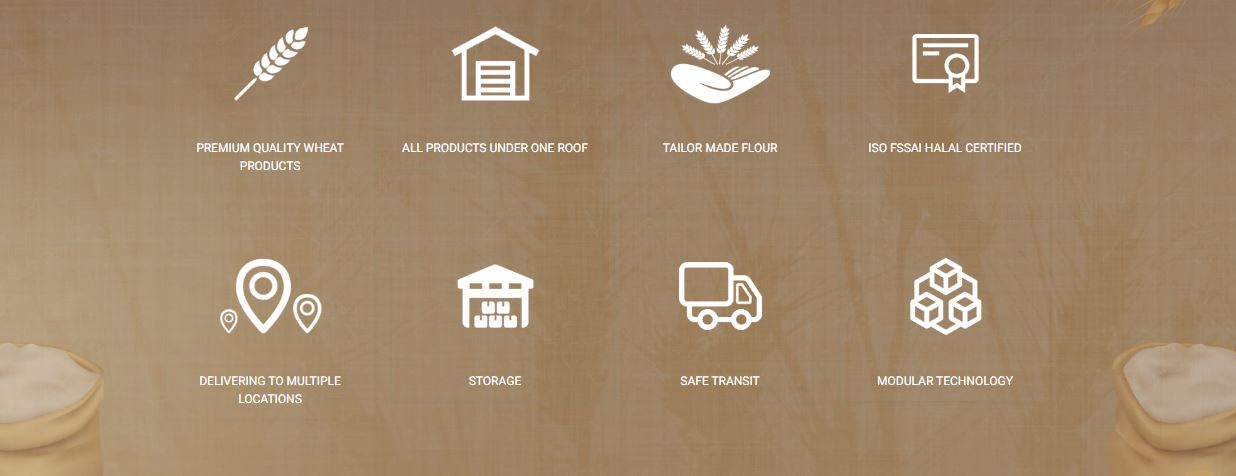 PREMIUM QUALITY WHEAT
PRODUCTS
ALL PRODUCTS UNDER ONE ROOF
TAILOR MADE FLOUR
ISO FSSAI HALAL CERTIFIED
DELIVERING TO MULTIPLE
LOCATIONS
STORAGE
SAFE TRANSIT
MODULAR TECHNOLOGY